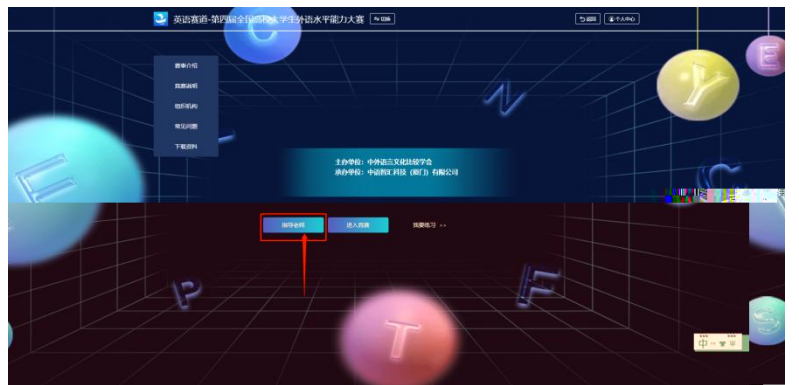 英语赛道-第四届全国高校大学生外语水平能力大赛 切换
返回 个人中心
赛事介绍
竞赛说明
组织机构
常见问题
下载资料
主办单位：中外语言文化比较学会
承办单位：中语智汇科技（厦门）有限公司
指导老师 进入竞赛 我要练习 >>
E
Y
N
E
C
P
T
F
S
中